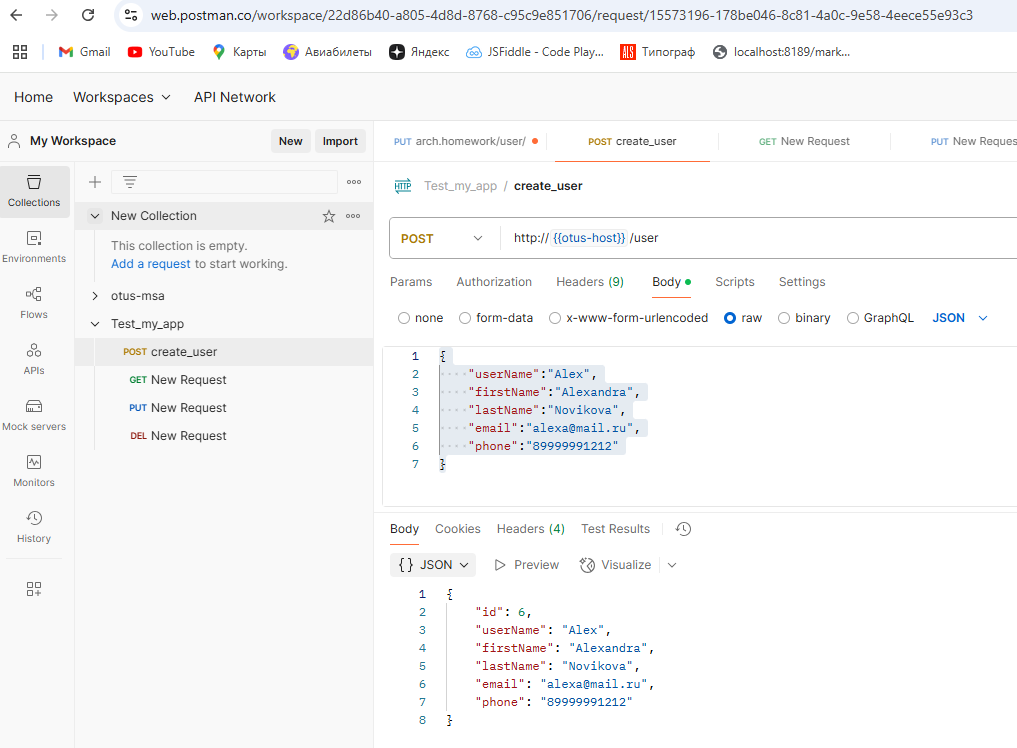 web.postman.co/workspace/22d86b40-a805-4d8d-8768-c95c9e851706/request/15573196-178be046-8c81-4a0c-9e58-4eece55e93c3
Gmail YouTube Карты Авиабилеты Яндекс JSFiddle - Code Play... Типограф localhost:8189/mark...
Home Workspaces API Network
My Workspace New Import
PUT arch.homework/user/ POST create_user GET New Request PUT New Reques
Collections
Environments
Flows
APIs
Mock servers
Monitors
History
New Collection
This collection is empty.
Add a request to start working.
otus-msa
Test_my_app
POST create_user
GET New Request
PUT New Request
DEL New Request
HTTP Test_my_app / create_user
POST http:// {{otus-host}} /user
Params Authorization Headers (9) Body Scripts Settings
none form-data x-www-form-urlencoded raw binary GraphQL JSON
1 {
2 ····"userName":"Alex",
3 ····"firstName":"Alexandra",
4 ····"lastName":"Novikova",
5 ····"email":"alexa@mail.ru",
6 ····"phone":"89999991212"
7 }
Body Cookies Headers (4) Test Results
{} JSON Preview Visualize
1 {
2 "id": 6,
3 "userName": "Alex",
4 "firstName": "Alexandra",
5 "lastName": "Novikova",
6 "email": "alexa@mail.ru",
7 "phone": "89999991212"
8 }